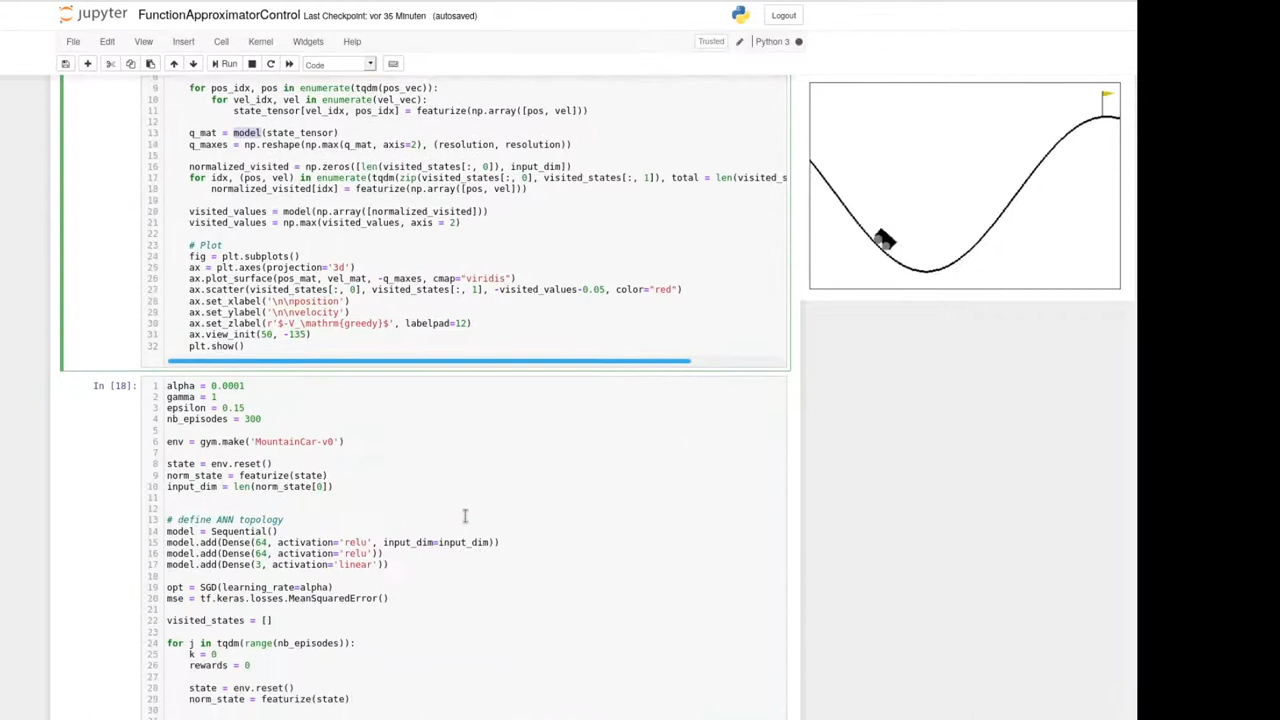 jupyter FunctionApproximatorControl Last Checkpoint: vor 35 Minuten (autosaved) Logout
File Edit View Insert Cell Kernel Widgets Help Trusted Python 3
Run Code
9 for pos_idx, pos in enumerate(tqdm(pos_vec)):
10 for vel_idx, vel in enumerate(vel_vec):
11 state_tensor[vel_idx, pos_idx] = featurize(np.array([pos, vel]))
12
13 q_mat = model(state_tensor)
14 q_maxes = np.reshape(np.max(q_mat, axis=2), (resolution, resolution))
15
16 normalized_visited = np.zeros([len(visited_states[:, 0]), input_dim])
17 for idx, (pos, vel) in enumerate(tqdm(zip(visited_states[:, 0], visited_states[:, 1]), total = len(visited_s
18 normalized_visited[idx] = featurize(np.array([pos, vel]))
19
20 visited_values = model(np.array([normalized_visited]))
21 visited_values = np.max(visited_values, axis = 2)
22
23 # Plot
24 fig = plt.subplots()
25 ax = plt.axes(projection='3d')
26 ax.plot_surface(pos_mat, vel_mat, -q_maxes, cmap="viridis")
27 ax.scatter(visited_states[:, 0], visited_states[:, 1], -visited_values-0.05, color="red")
28 ax.set_xlabel('\n\nposition')
29 ax.set_ylabel('\n\nvelocity')
30 ax.set_zlabel(r'$-V_\mathrm{greedy}$', labelpad=12)
31 ax.view_init(50, -135)
32 plt.show()
In [18]: 1 alpha = 0.0001
2 gamma = 1
3 epsilon = 0.15
4 nb_episodes = 300
5
6 env = gym.make('MountainCar-v0')
7
8 state = env.reset()
9 norm_state = featurize(state)
10 input_dim = len(norm_state[0])
11
12
13 # define ANN topology
14 model = Sequential()
15 model.add(Dense(64, activation='relu', input_dim=input_dim))
16 model.add(Dense(64, activation='relu'))
17 model.add(Dense(3, activation='linear'))
18
19 opt = SGD(learning_rate=alpha)
20 mse = tf.keras.losses.MeanSquaredError()
21
22 visited_states = []
23
24 for j in tqdm(range(nb_episodes)):
25 k = 0
26 rewards = 0
27
28 state = env.reset()
29 norm_state = featurize(state)
30